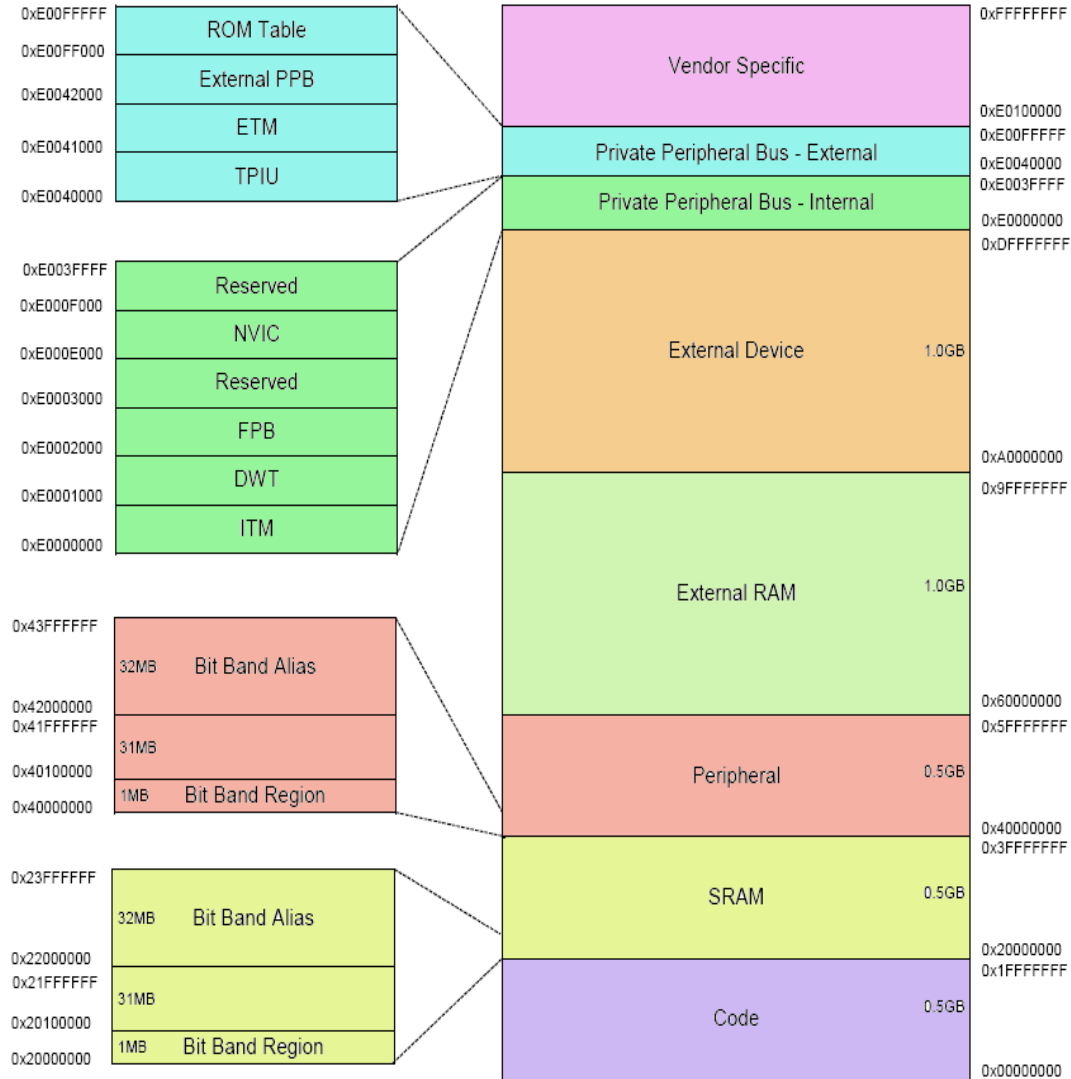 0xE00FFFFF
ROM Table
0xE00FF000
External PPB
0xE0042000
ETM
0xE0041000
TPIU
0xE0040000
0xE003FFFF
Reserved
0xE000F000
NVIC
0xE000E000
Reserved
0xE0003000
FPB
0xE0002000
DWT
0xE0001000
ITM
0xE0000000
0x43FFFFFF
32MB Bit Band Alias
0x42000000
0x41FFFFFF
31MB
0x40100000
1MB Bit Band Region
0x40000000
0x23FFFFFF
32MB Bit Band Alias
0x22000000
0x21FFFFFF
31MB
0x20100000
1MB Bit Band Region
0x20000000
0xFFFFFFFF
Vendor Specific
0xE0100000
0xE00FFFFF
Private Peripheral Bus - External
0xE0040000
0xE003FFFF
Private Peripheral Bus - Internal
0xE0000000
0xDFFFFFFF
External Device 1.0GB
0xA0000000
0x9FFFFFFF
External RAM 1.0GB
0x60000000
0x5FFFFFFF
Peripheral 0.5GB
0x40000000
0x3FFFFFFF
SRAM 0.5GB
0x20000000
0x1FFFFFFF
Code 0.5GB
0x00000000